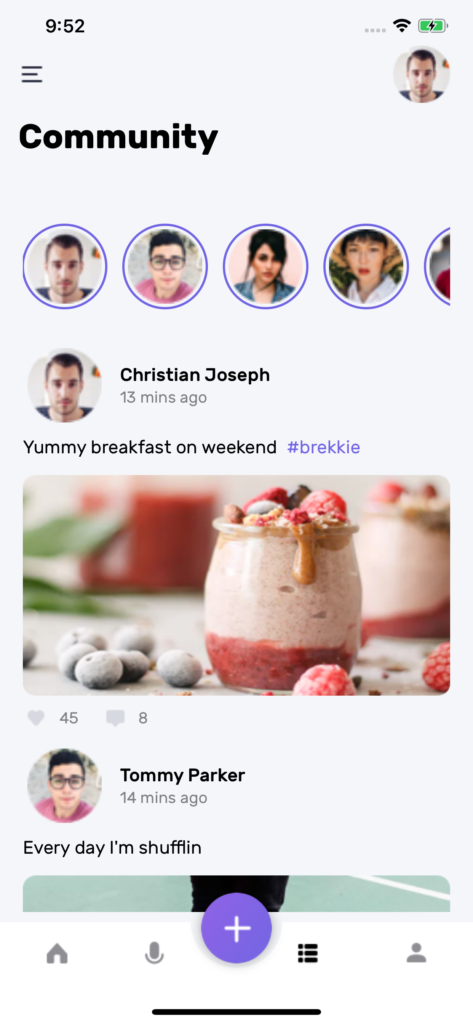 9:52
Community
Christian Joseph
13 mins ago
Yummy breakfast on weekend #brekkie
45 8
Tommy Parker
14 mins ago
Every day I'm shufflin